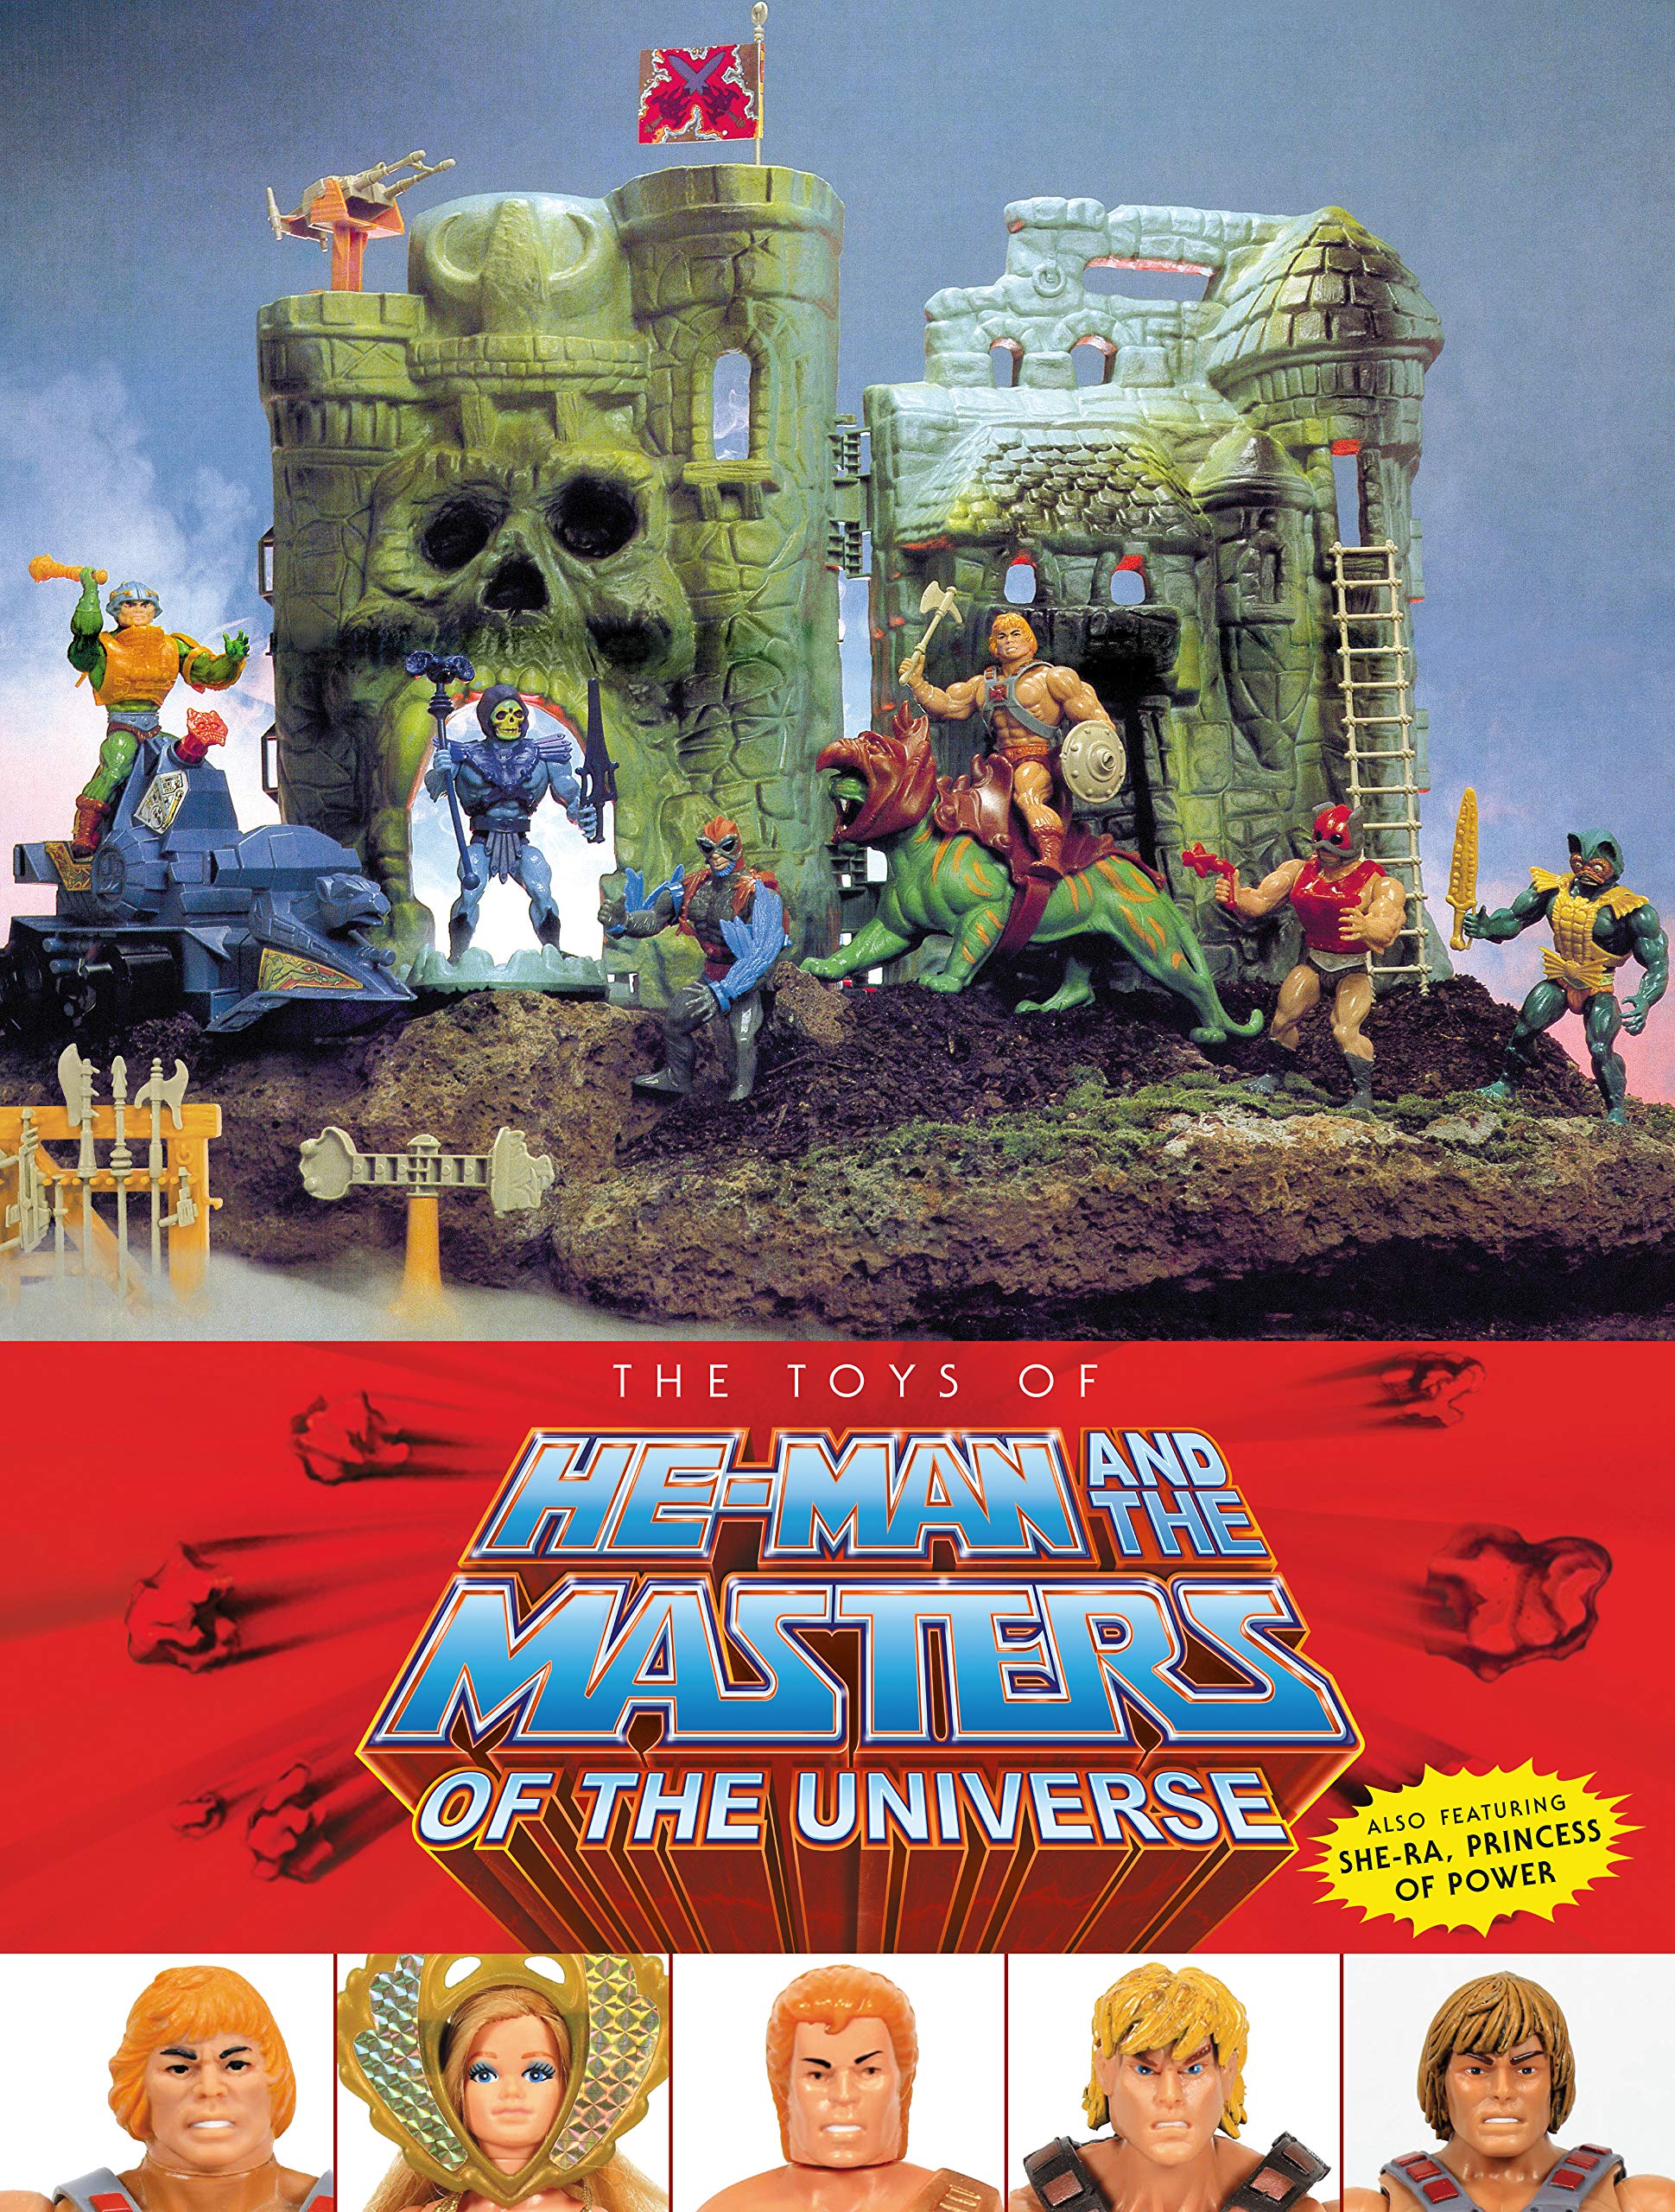 THE TOYS OF
HE-MAN AND THE
MASTERS
OF THE UNIVERSE
ALSO FEATURING
SHE-RA, PRINCESS
OF POWER